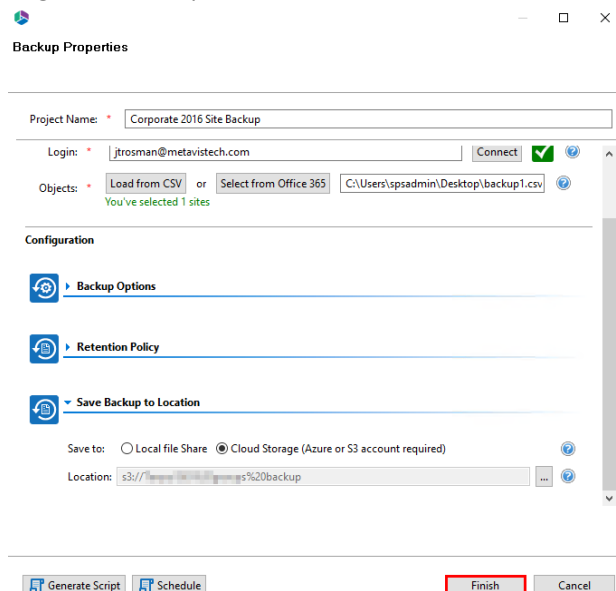 Backup Properties
Project Name: * Corporate 2016 Site Backup
Login: * jtrosman@metavistech.com Connect
Objects: * Load from CSV or Select from Office 365 C:\Users\spsadmin\Desktop\backup1.csv
You've selected 1 sites
Configuration
Backup Options
Retention Policy
Save Backup to Location
Save to: Local file Share Cloud Storage (Azure or S3 account required)
Location: s3:// s%20backup ...
Generate Script Schedule Finish Cancel